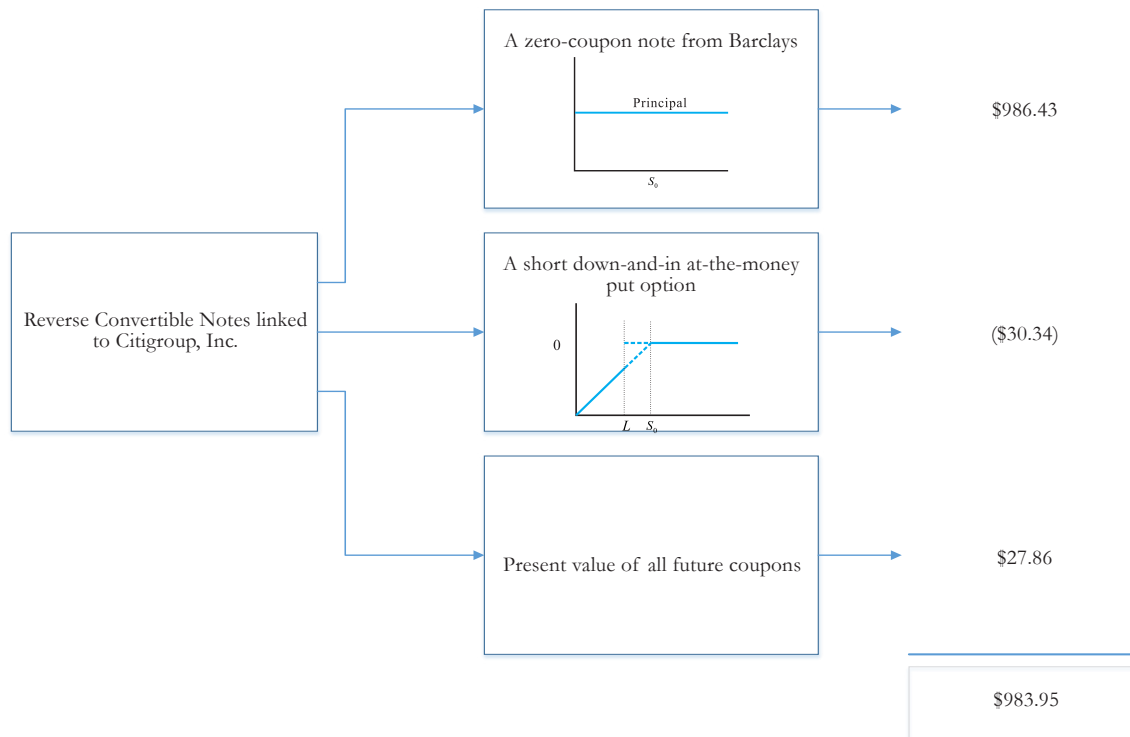 A zero-coupon note from Barclays
Principal
S₀
$986.43
Reverse Convertible Notes linked
to Citigroup, Inc.
A short down-and-in at-the-money
put option
0
L S₀
($30.34)
Present value of all future coupons
$27.86
$983.95